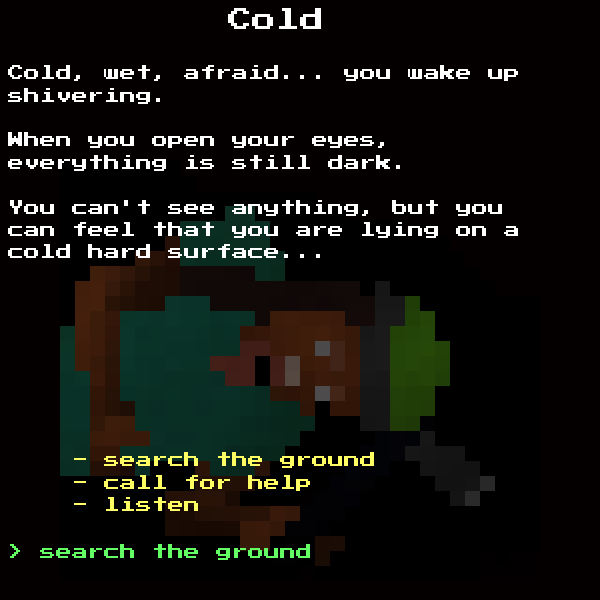 Cold
Cold, wet, afraid... you wake up
shivering.
When you open your eyes,
everything is still dark.
You can't see anything, but you
can feel that you are lying on a
cold hard surface...
- search the ground
- call for help
- listen
> search the ground